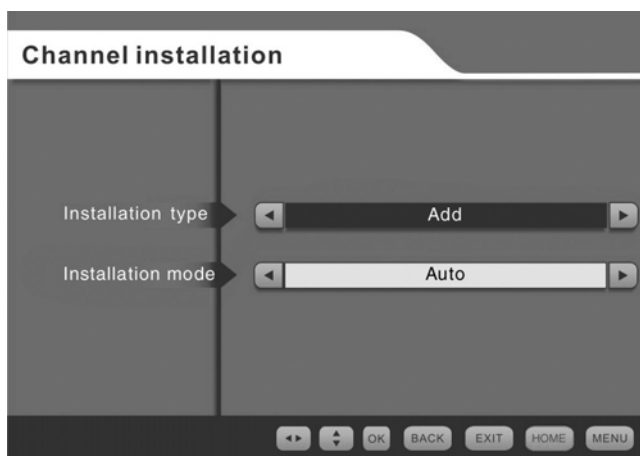 Channel installation
Installation type Add
Installation mode Auto
OK BACK EXIT HOME MENU